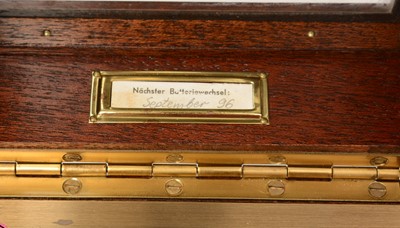 Nächster Batteriewechsel:
September 96